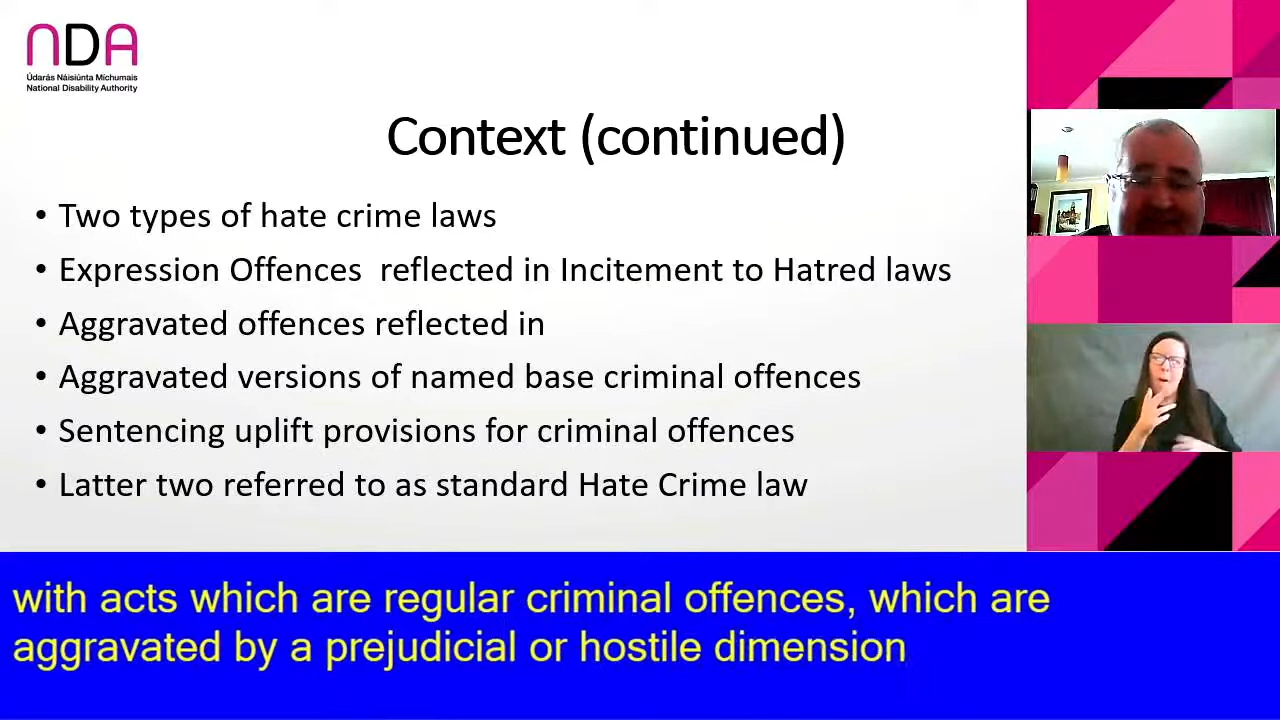 NDA
Údarás Náisiúnta Míchumais
National Disability Authority
Context (continued)
• Two types of hate crime laws
• Expression Offences  reflected in Incitement to Hatred laws
• Aggravated offences reflected in
• Aggravated versions of named base criminal offences
• Sentencing uplift provisions for criminal offences
• Latter two referred to as standard Hate Crime law
with acts which are regular criminal offences, which are
aggravated by a prejudicial or hostile dimension